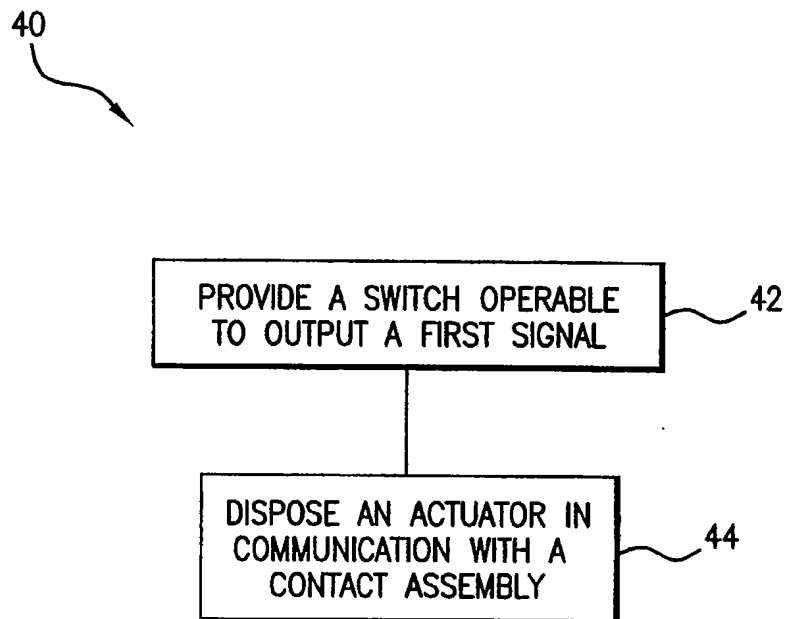 40
PROVIDE A SWITCH OPERABLE
TO OUTPUT A FIRST SIGNAL
42
DISPOSE AN ACTUATOR IN
COMMUNICATION WITH A
CONTACT ASSEMBLY
44